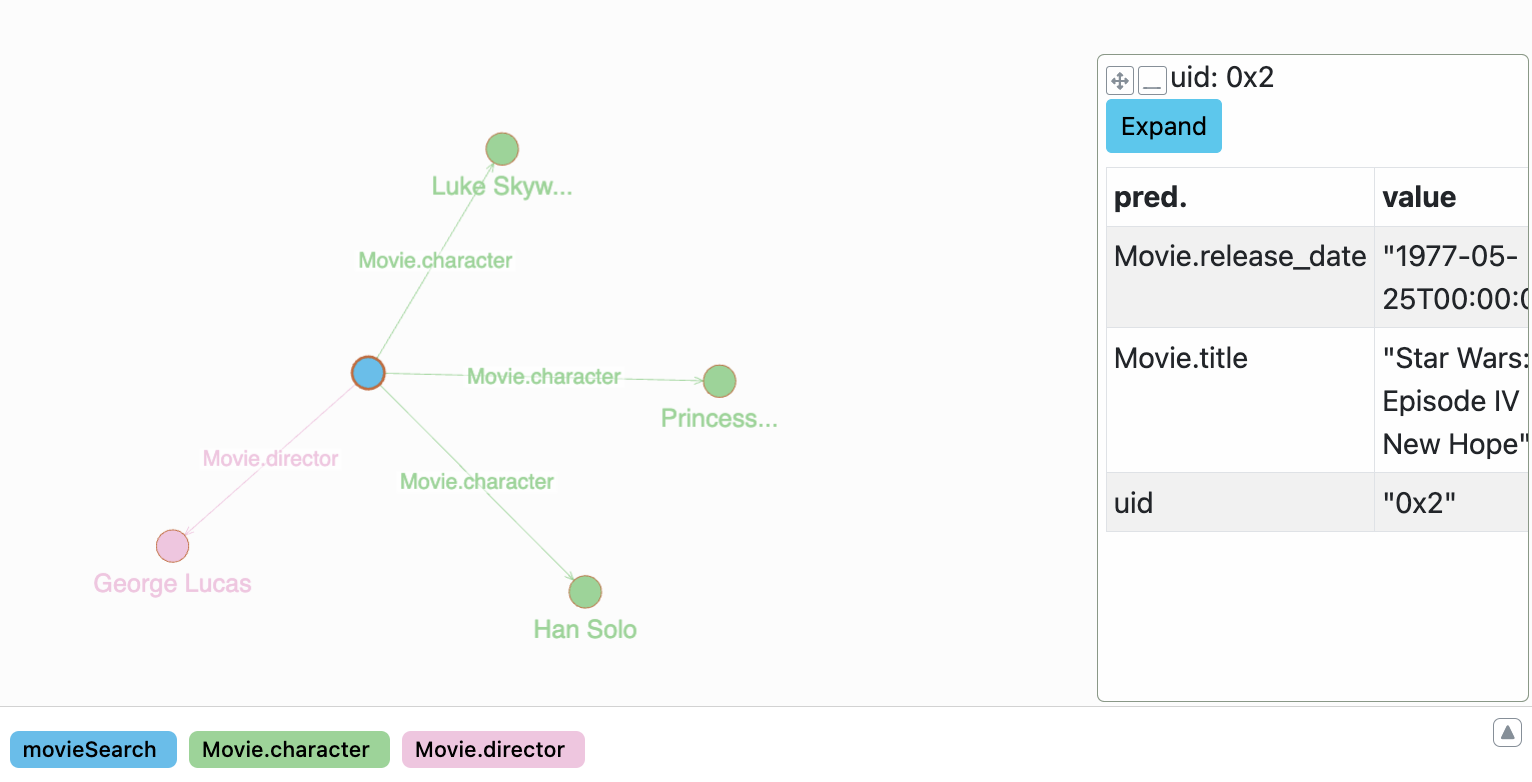 uid: 0x2
Expand
pred. value
Movie.release_date "1977-05-
25T00:00:0
Movie.title "Star Wars:
Episode IV
New Hope"
uid "0x2"
Luke Skyw...
Movie.character
Movie.character
Princess...
Movie.director
Movie.character
George Lucas
Han Solo
movieSearch Movie.character Movie.director